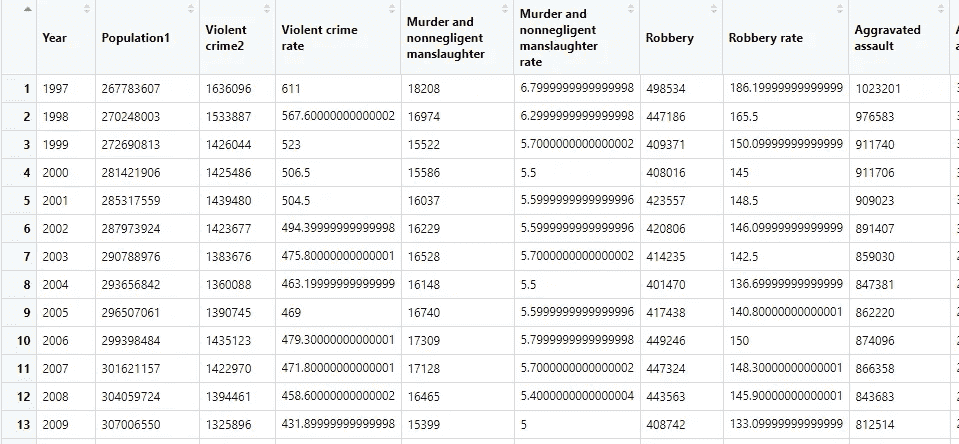 Year Population1 Violent crime2 Violent crime rate Murder and nonnegligent manslaughter Murder and nonnegligent manslaughter rate Robbery Robbery rate Aggravated assault
1 1997 267783607 1636096 611 18208 6.7999999999999998 498534 186.19999999999999 1023201
2 1998 270248003 1533887 567.60000000000002 16974 6.2999999999999998 447186 165.5 976583
3 1999 272690813 1426044 523 15522 5.7000000000000002 409371 150.09999999999999 911740
4 2000 281421906 1425486 506.5 15586 5.5 408016 145 911706
5 2001 285317559 1439480 504.5 16037 5.5999999999999996 423557 148.5 909023
6 2002 287973924 1423677 494.39999999999998 16229 5.5999999999999996 420806 146.09999999999999 891407
7 2003 290788976 1383676 475.80000000000001 16528 5.7000000000000002 414235 142.5 859030
8 2004 293656842 1360088 463.19999999999999 16148 5.5 401470 136.69999999999999 847381
9 2005 296507061 1390745 469 16740 5.5999999999999996 417438 140.80000000000001 862220
10 2006 299398484 1435123 479.30000000000001 17309 5.7999999999999998 449246 150 874096
11 2007 301621157 1422970 471.80000000000001 17128 5.7000000000000002 447324 148.30000000000001 866358
12 2008 304059724 1394461 458.60000000000002 16465 5.4000000000000004 443563 145.90000000000001 843683
13 2009 307006550 1325896 431.89999999999998 15399 5 408742 133.09999999999999 812514